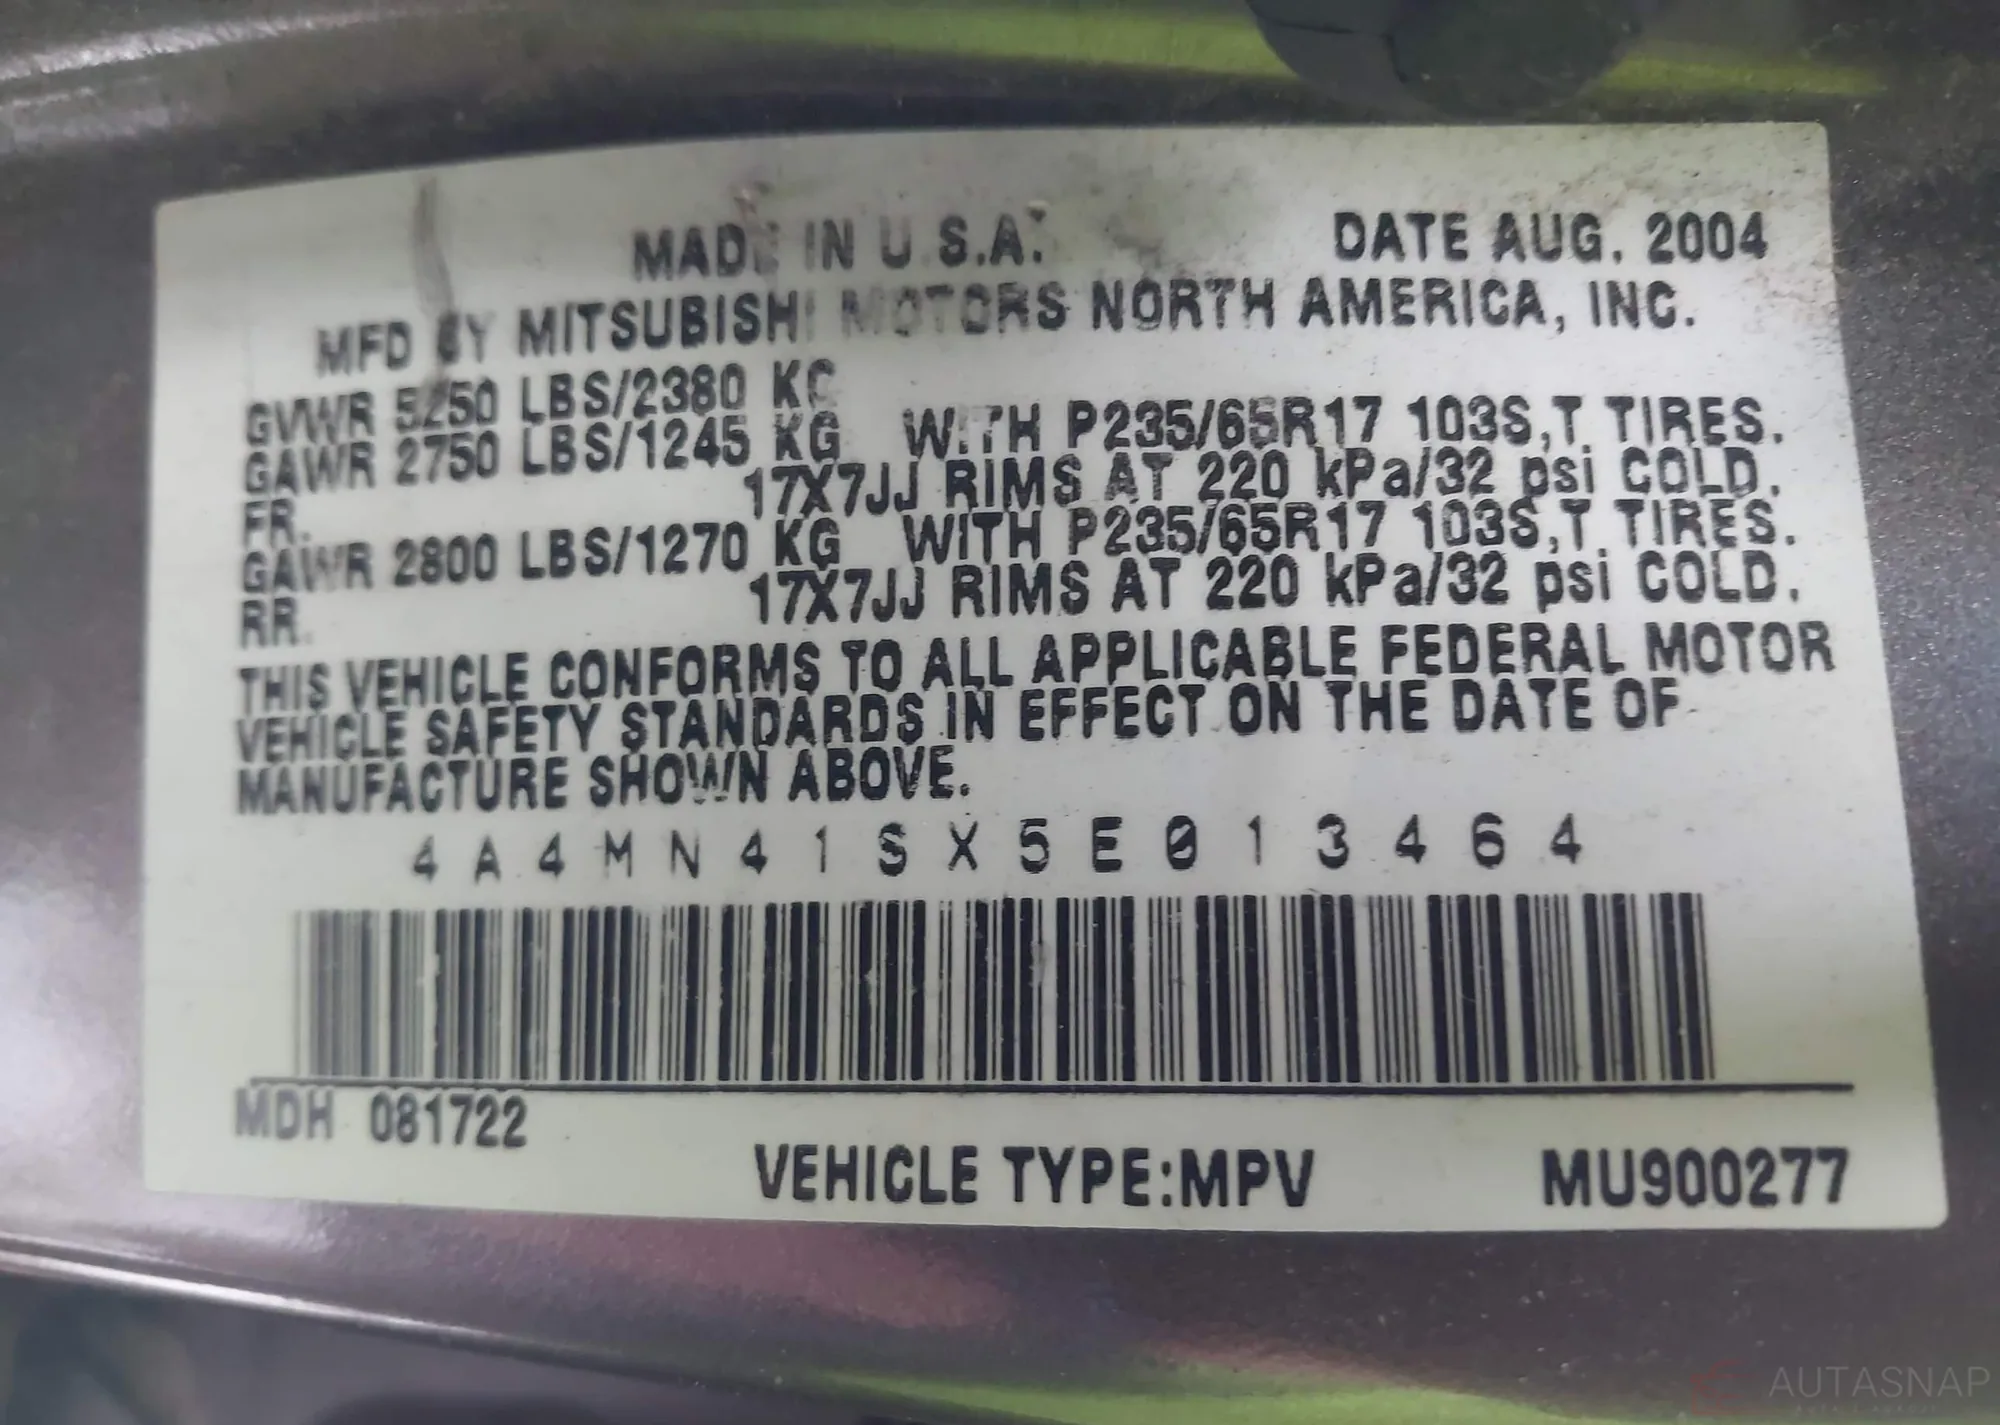 MADE IN U.S.A. DATE AUG. 2004
MFD BY MITSUBISHI MOTORS NORTH AMERICA, INC.
GVWR 5250 LBS/2380 KG
GAWR 2750 LBS/1245 KG WITH P235/65R17 103S,T TIRES.
FR. 17X7JJ RIMS AT 220 kPa/32 psi COLD.
GAWR 2800 LBS/1270 KG WITH P235/65R17 103S,T TIRES.
RR. 17X7JJ RIMS AT 220 kPa/32 psi COLD.
THIS VEHICLE CONFORMS TO ALL APPLICABLE FEDERAL MOTOR
VEHICLE SAFETY STANDARDS IN EFFECT ON THE DATE OF
MANUFACTURE SHOWN ABOVE.
4A4MN41SX5E013464
MDH 081722
VEHICLE TYPE:MPV MU900277
AUTASNAP